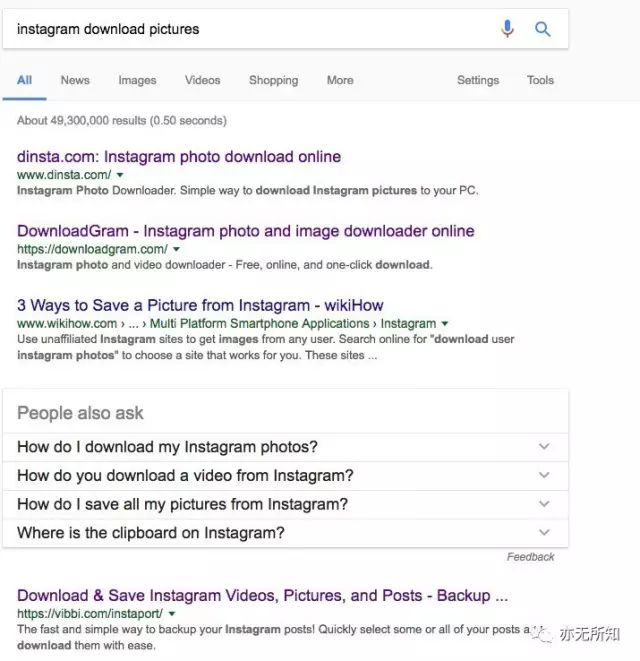 instagram download pictures
All News Images Videos Shopping More Settings Tools
About 49,300,000 results (0.50 seconds)
dinsta.com: Instagram photo download online
www.dinsta.com/
Instagram Photo Downloader. Simple way to download Instagram pictures to your PC.
DownloadGram - Instagram photo and image downloader online
https://downloadgram.com/
Instagram photo and video downloader - Free, online, and one-click download.
3 Ways to Save a Picture from Instagram - wikiHow
www.wikihow.com › ... › Multi Platform Smartphone Applications › Instagram
Use unaffiliated Instagram sites to get images from any user. Search online for "download user
instagram photos" to choose a site that works for you. These sites ...
People also ask
How do I download my Instagram photos?
How do you download a video from Instagram?
How do I save all my pictures from Instagram?
Where is the clipboard on Instagram?
Feedback
Download & Save Instagram Videos, Pictures, and Posts - Backup ...
https://vibbi.com/instaport/
The fast and simple way to backup your Instagram posts! Quickly select some or all of your posts
download them with ease.
亦无所知